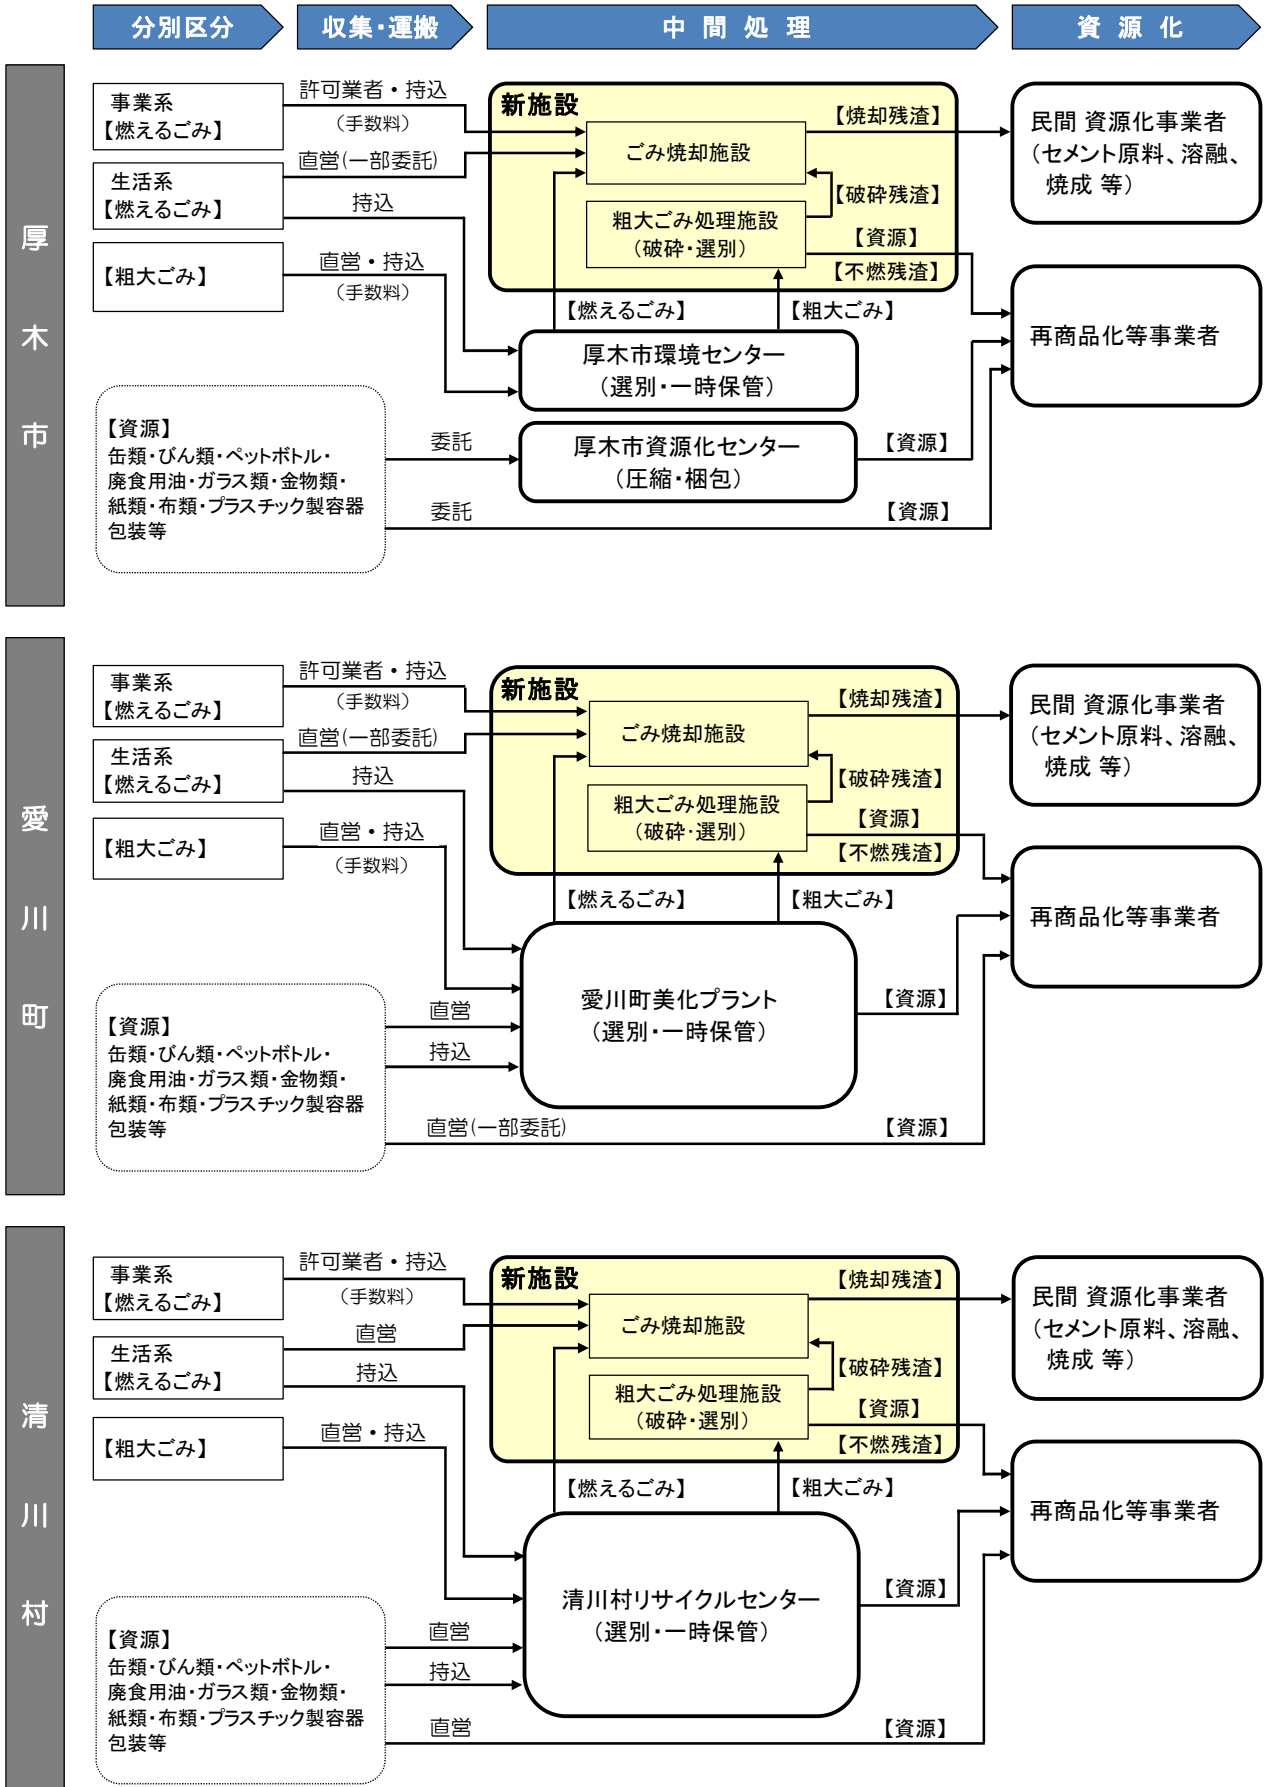 分別区分
収集・運搬
中間処理
資源化
厚木市
事業系
【燃えるごみ】
許可業者・持込
（手数料）
生活系
【燃えるごみ】
直営(一部委託)
持込
【粗大ごみ】
直営・持込
（手数料）
新施設
ごみ焼却施設
【焼却残渣】
【破砕残渣】
粗大ごみ処理施設
（破砕・選別）
【資源】
【不燃残渣】
【燃えるごみ】
【粗大ごみ】
厚木市環境センター
（選別・一時保管）
民間 資源化事業者
（セメント原料、溶融、
焼成 等）
再商品化等事業者
【資源】
缶類・びん類・ペットボトル・
廃食用油・ガラス類・金物類・
紙類・布類・プラスチック製容器
包装等
委託
厚木市資源化センター
（圧縮・梱包）
【資源】
委託
【資源】
愛川町
事業系
【燃えるごみ】
許可業者・持込
（手数料）
生活系
【燃えるごみ】
直営(一部委託)
持込
【粗大ごみ】
直営・持込
（手数料）
新施設
ごみ焼却施設
【焼却残渣】
【破砕残渣】
粗大ごみ処理施設
（破砕・選別）
【資源】
【不燃残渣】
【燃えるごみ】
【粗大ごみ】
愛川町美化プラント
（選別・一時保管）
民間 資源化事業者
（セメント原料、溶融、
焼成 等）
再商品化等事業者
【資源】
缶類・びん類・ペットボトル・
廃食用油・ガラス類・金物類・
紙類・布類・プラスチック製容器
包装等
直営
持込
【資源】
直営(一部委託)
【資源】
清川村
事業系
【燃えるごみ】
許可業者・持込
（手数料）
生活系
【燃えるごみ】
直営
持込
【粗大ごみ】
直営・持込
新施設
ごみ焼却施設
【焼却残渣】
【破砕残渣】
粗大ごみ処理施設
（破砕・選別）
【資源】
【不燃残渣】
【燃えるごみ】
【粗大ごみ】
清川村リサイクルセンター
（選別・一時保管）
民間 資源化事業者
（セメント原料、溶融、
焼成 等）
再商品化等事業者
【資源】
缶類・びん類・ペットボトル・
廃食用油・ガラス類・金物類・
紙類・布類・プラスチック製容器
包装等
直営
持込
【資源】
直営
【資源】